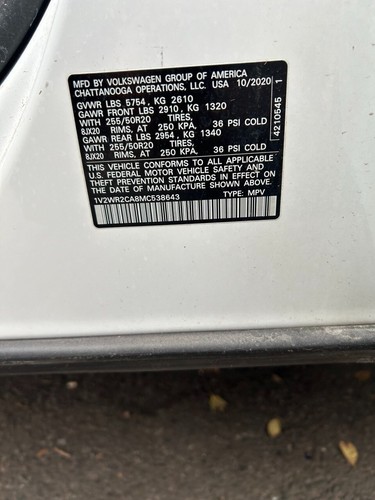 MFD BY VOLKSWAGEN GROUP OF AMERICA
CHATTANOOGA OPERATIONS, LLC. USA 10/2020
GVWR LBS 5754, KG 2610
GAWR FRONT LBS 2910, KG 1320
WITH 255/50R20 TIRES,
8JX20 RIMS, AT 250 KPA, 36 PSI COLD
GAWR REAR LBS 2954, KG 1340
WITH 255/50R20 TIRES,
8JX20 RIMS, AT 250 KPA, 36 PSI COLD
THIS VEHICLE CONFORMS TO ALL APPLICABLE
U.S. FEDERAL MOTOR VEHICLE SAFETY
STANDARDS IN EFFECT ON THE DATE OF
MANUFACTURE SHOWN ABOVE.
1V2WR2CA8MC538643 TYPE: MPV
4210545 1